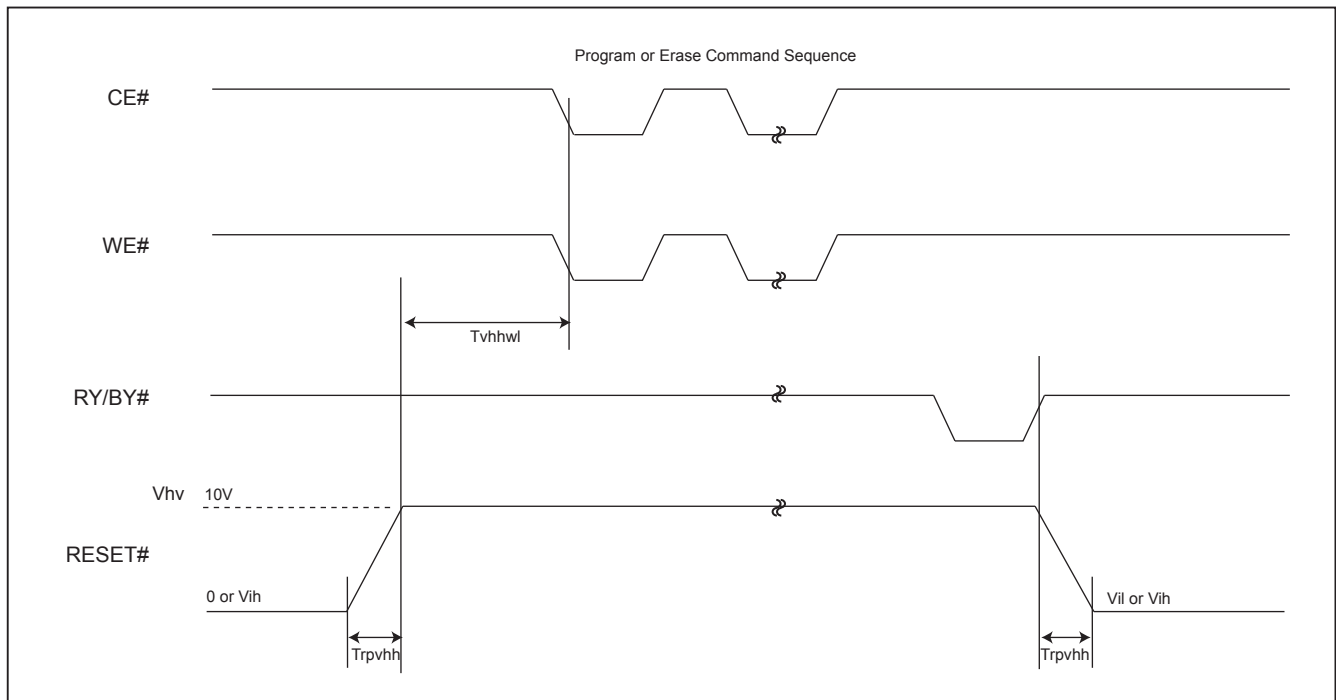 Program or Erase Command Sequence
CE#
WE#
Tvhhwl
RY/BY#
Vhv 10V
RESET#
0 or Vih
Vil or Vih
Trpvhh
Trpvhh